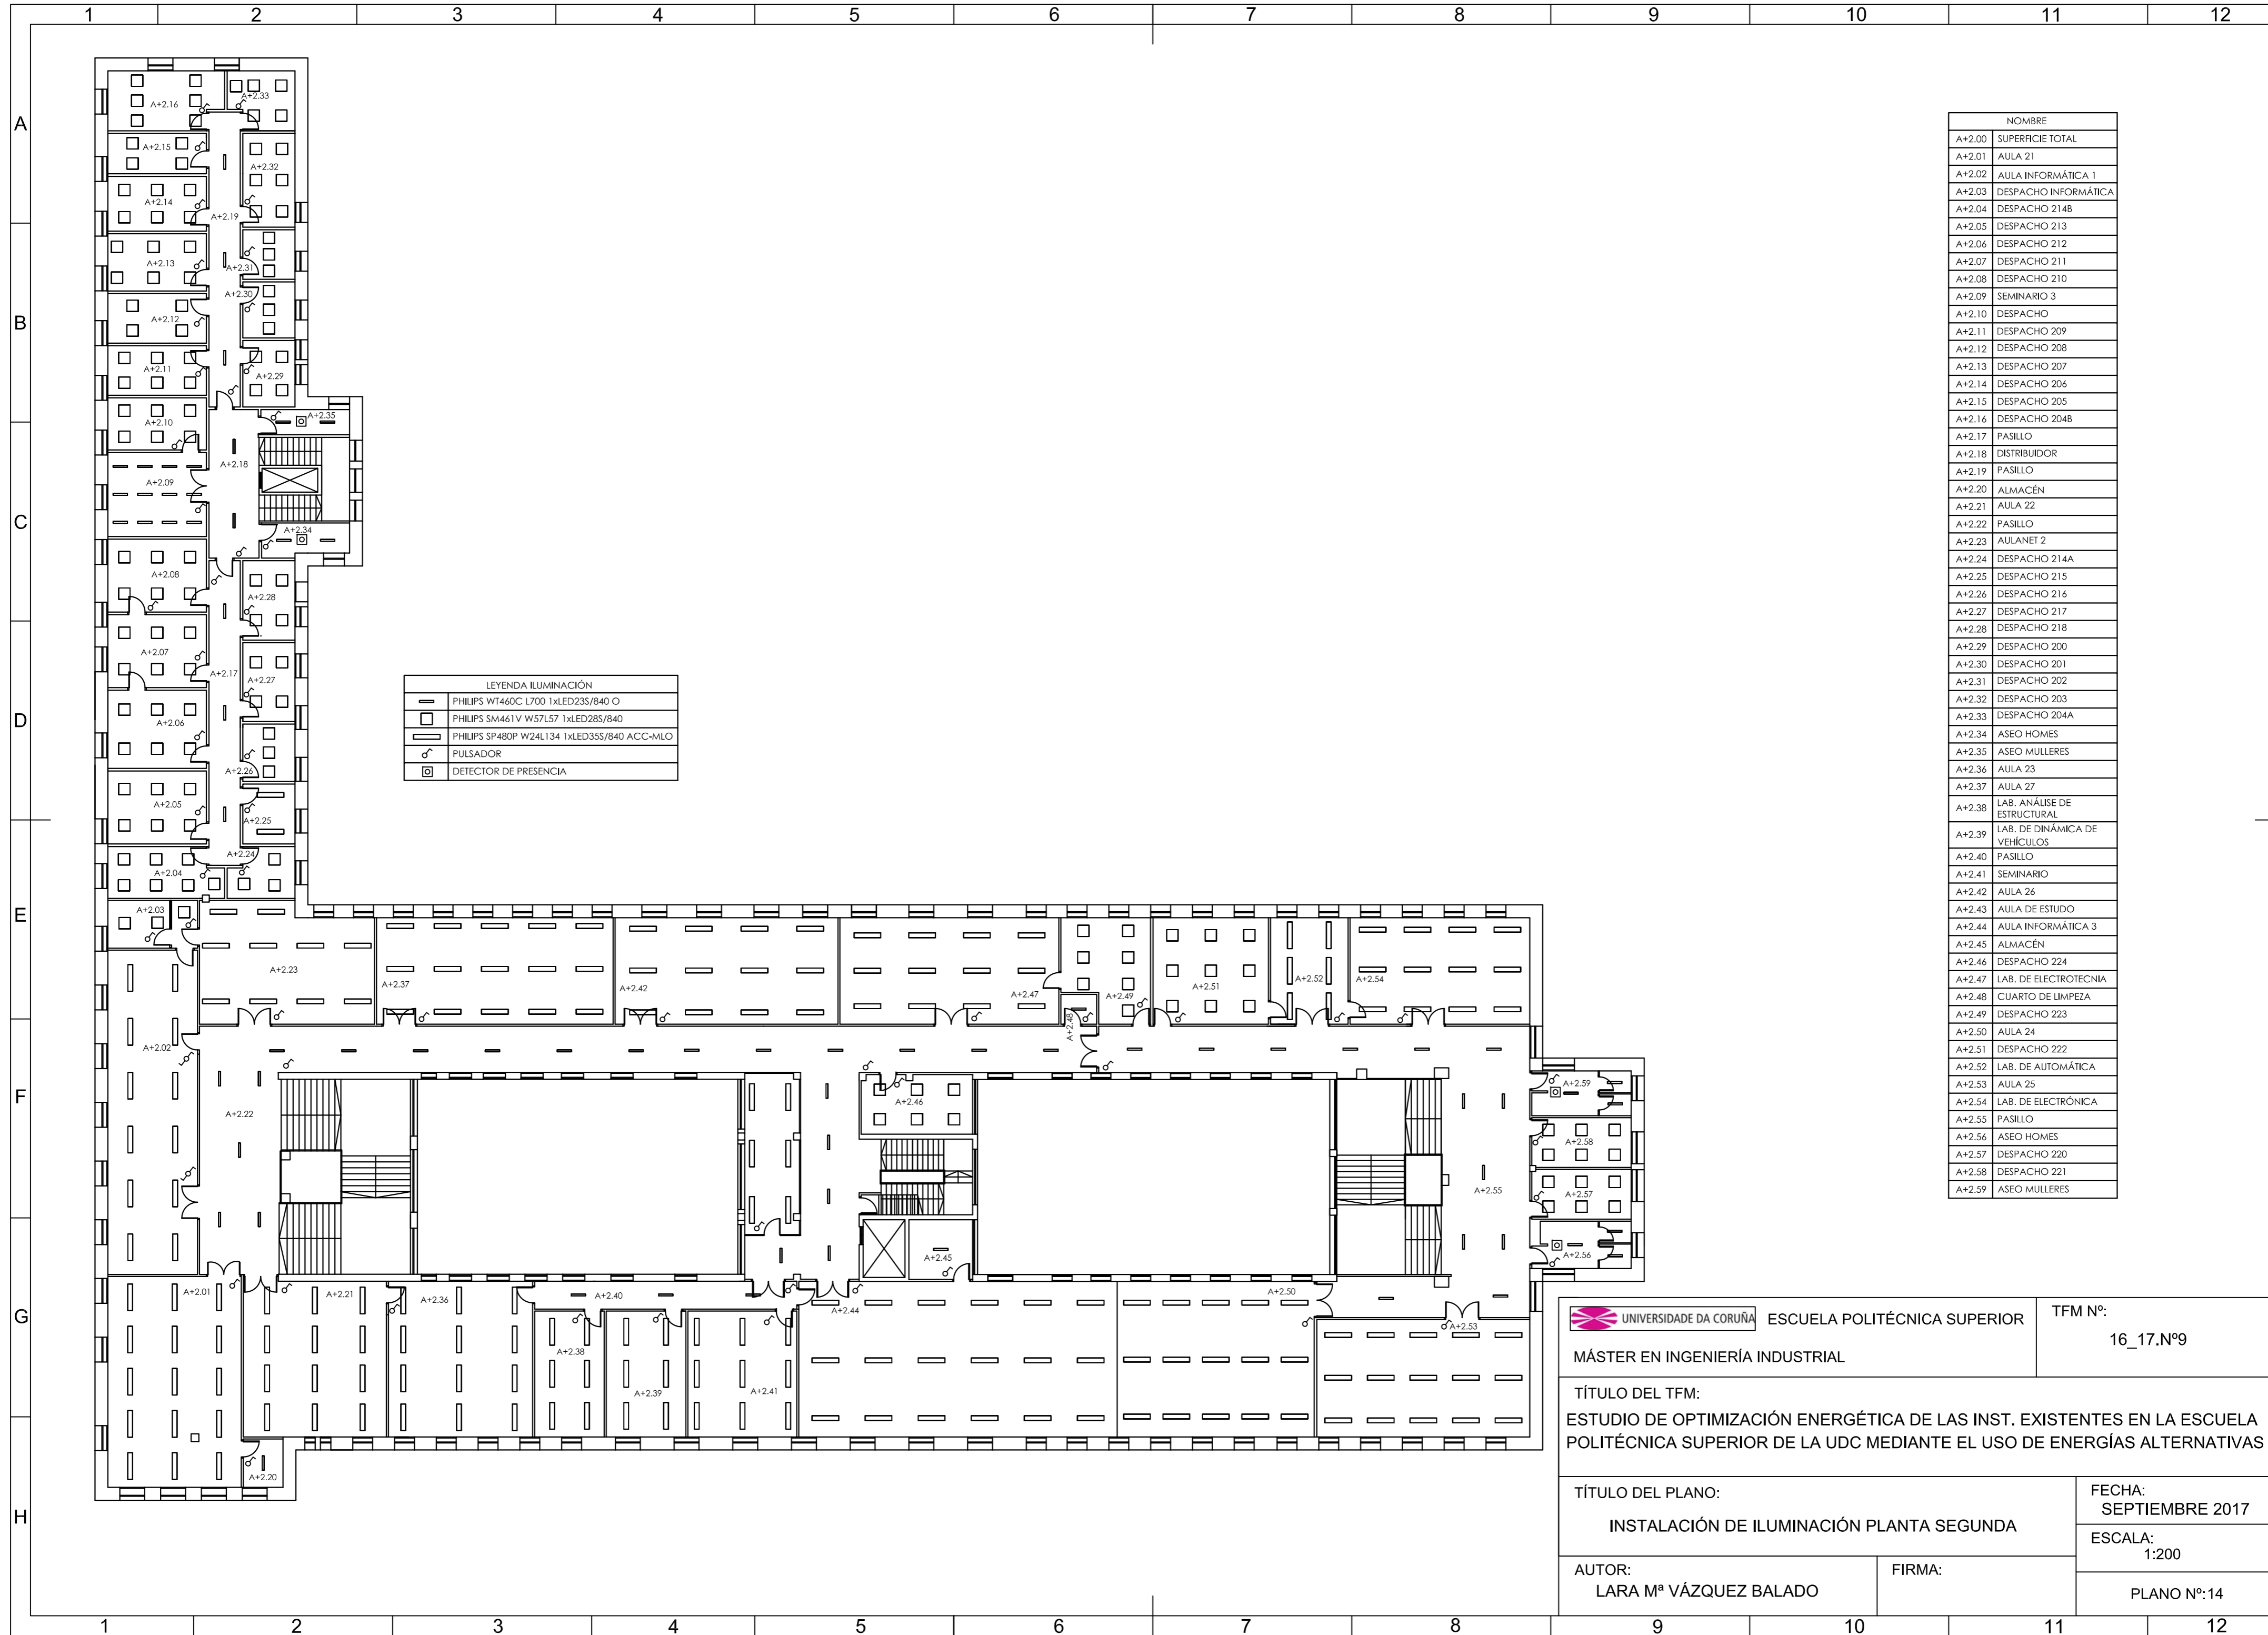 1 2 3 4 5 6 7 8 9 10 11 12
A
B
C
D
E
F
G
H
A+2.16
A+2.33
A+2.15
A+2.32
A+2.14
A+2.19
A+2.13
A+2.31
A+2.30
A+2.12
A+2.11
A+2.29
A+2.10
A+2.35
A+2.18
A+2.09
A+2.34
A+2.08
A+2.28
A+2.07
A+2.17
A+2.27
A+2.06
A+2.26
A+2.05
A+2.25
A+2.24
A+2.04
A+2.03
A+2.23
A+2.37
A+2.42
A+2.47
A+2.49
A+2.51
A+2.52
A+2.54
A+2.48
A+2.02
A+2.22
A+2.46
A+2.59
A+2.58
A+2.57
A+2.55
A+2.56
A+2.45
A+2.01
A+2.21
A+2.36
A+2.40
A+2.44
A+2.50
A+2.53
A+2.38
A+2.39
A+2.41
A+2.20
LEYENDA ILUMINACIÓN
PHILIPS WT460C L700 1xLED23S/840 O
PHILIPS SM461V W57L57 1xLED28S/840
PHILIPS SP480P W24L134 1xLED35S/840 ACC-MLO
PULSADOR
DETECTOR DE PRESENCIA
NOMBRE
A+2.00 SUPERFICIE TOTAL
A+2.01 AULA 21
A+2.02 AULA INFORMÁTICA 1
A+2.03 DESPACHO INFORMÁTICA
A+2.04 DESPACHO 214B
A+2.05 DESPACHO 213
A+2.06 DESPACHO 212
A+2.07 DESPACHO 211
A+2.08 DESPACHO 210
A+2.09 SEMINARIO 3
A+2.10 DESPACHO
A+2.11 DESPACHO 209
A+2.12 DESPACHO 208
A+2.13 DESPACHO 207
A+2.14 DESPACHO 206
A+2.15 DESPACHO 205
A+2.16 DESPACHO 204B
A+2.17 PASILLO
A+2.18 DISTRIBUIDOR
A+2.19 PASILLO
A+2.20 ALMACÉN
A+2.21 AULA 22
A+2.22 PASILLO
A+2.23 AULANET 2
A+2.24 DESPACHO 214A
A+2.25 DESPACHO 215
A+2.26 DESPACHO 216
A+2.27 DESPACHO 217
A+2.28 DESPACHO 218
A+2.29 DESPACHO 200
A+2.30 DESPACHO 201
A+2.31 DESPACHO 202
A+2.32 DESPACHO 203
A+2.33 DESPACHO 204A
A+2.34 ASEO HOMES
A+2.35 ASEO MULLERES
A+2.36 AULA 23
A+2.37 AULA 27
A+2.38 LAB. ANÁLISE DE
ESTRUCTURAL
A+2.39 LAB. DE DINÁMICA DE
VEHÍCULOS
A+2.40 PASILLO
A+2.41 SEMINARIO
A+2.42 AULA 26
A+2.43 AULA DE ESTUDO
A+2.44 AULA INFORMÁTICA 3
A+2.45 ALMACÉN
A+2.46 DESPACHO 224
A+2.47 LAB. DE ELECTROTECNIA
A+2.48 CUARTO DE LIMPEZA
A+2.49 DESPACHO 223
A+2.50 AULA 24
A+2.51 DESPACHO 222
A+2.52 LAB. DE AUTOMÁTICA
A+2.53 AULA 25
A+2.54 LAB. DE ELECTRÓNICA
A+2.55 PASILLO
A+2.56 ASEO HOMES
A+2.57 DESPACHO 220
A+2.58 DESPACHO 221
A+2.59 ASEO MULLERES
UNIVERSIDADE DA CORUÑA ESCUELA POLITÉCNICA SUPERIOR
MÁSTER EN INGENIERÍA INDUSTRIAL
TFM Nº:
16_17.Nº9
TÍTULO DEL TFM:
ESTUDIO DE OPTIMIZACIÓN ENERGÉTICA DE LAS INST. EXISTENTES EN LA ESCUELA
POLITÉCNICA SUPERIOR DE LA UDC MEDIANTE EL USO DE ENERGÍAS ALTERNATIVAS
TÍTULO DEL PLANO:
INSTALACIÓN DE ILUMINACIÓN PLANTA SEGUNDA
FECHA:
SEPTIEMBRE 2017
ESCALA:
1:200
AUTOR:
LARA Mª VÁZQUEZ BALADO
FIRMA:
PLANO Nº:14
1 2 3 4 5 6 7 8 9 10 11 12